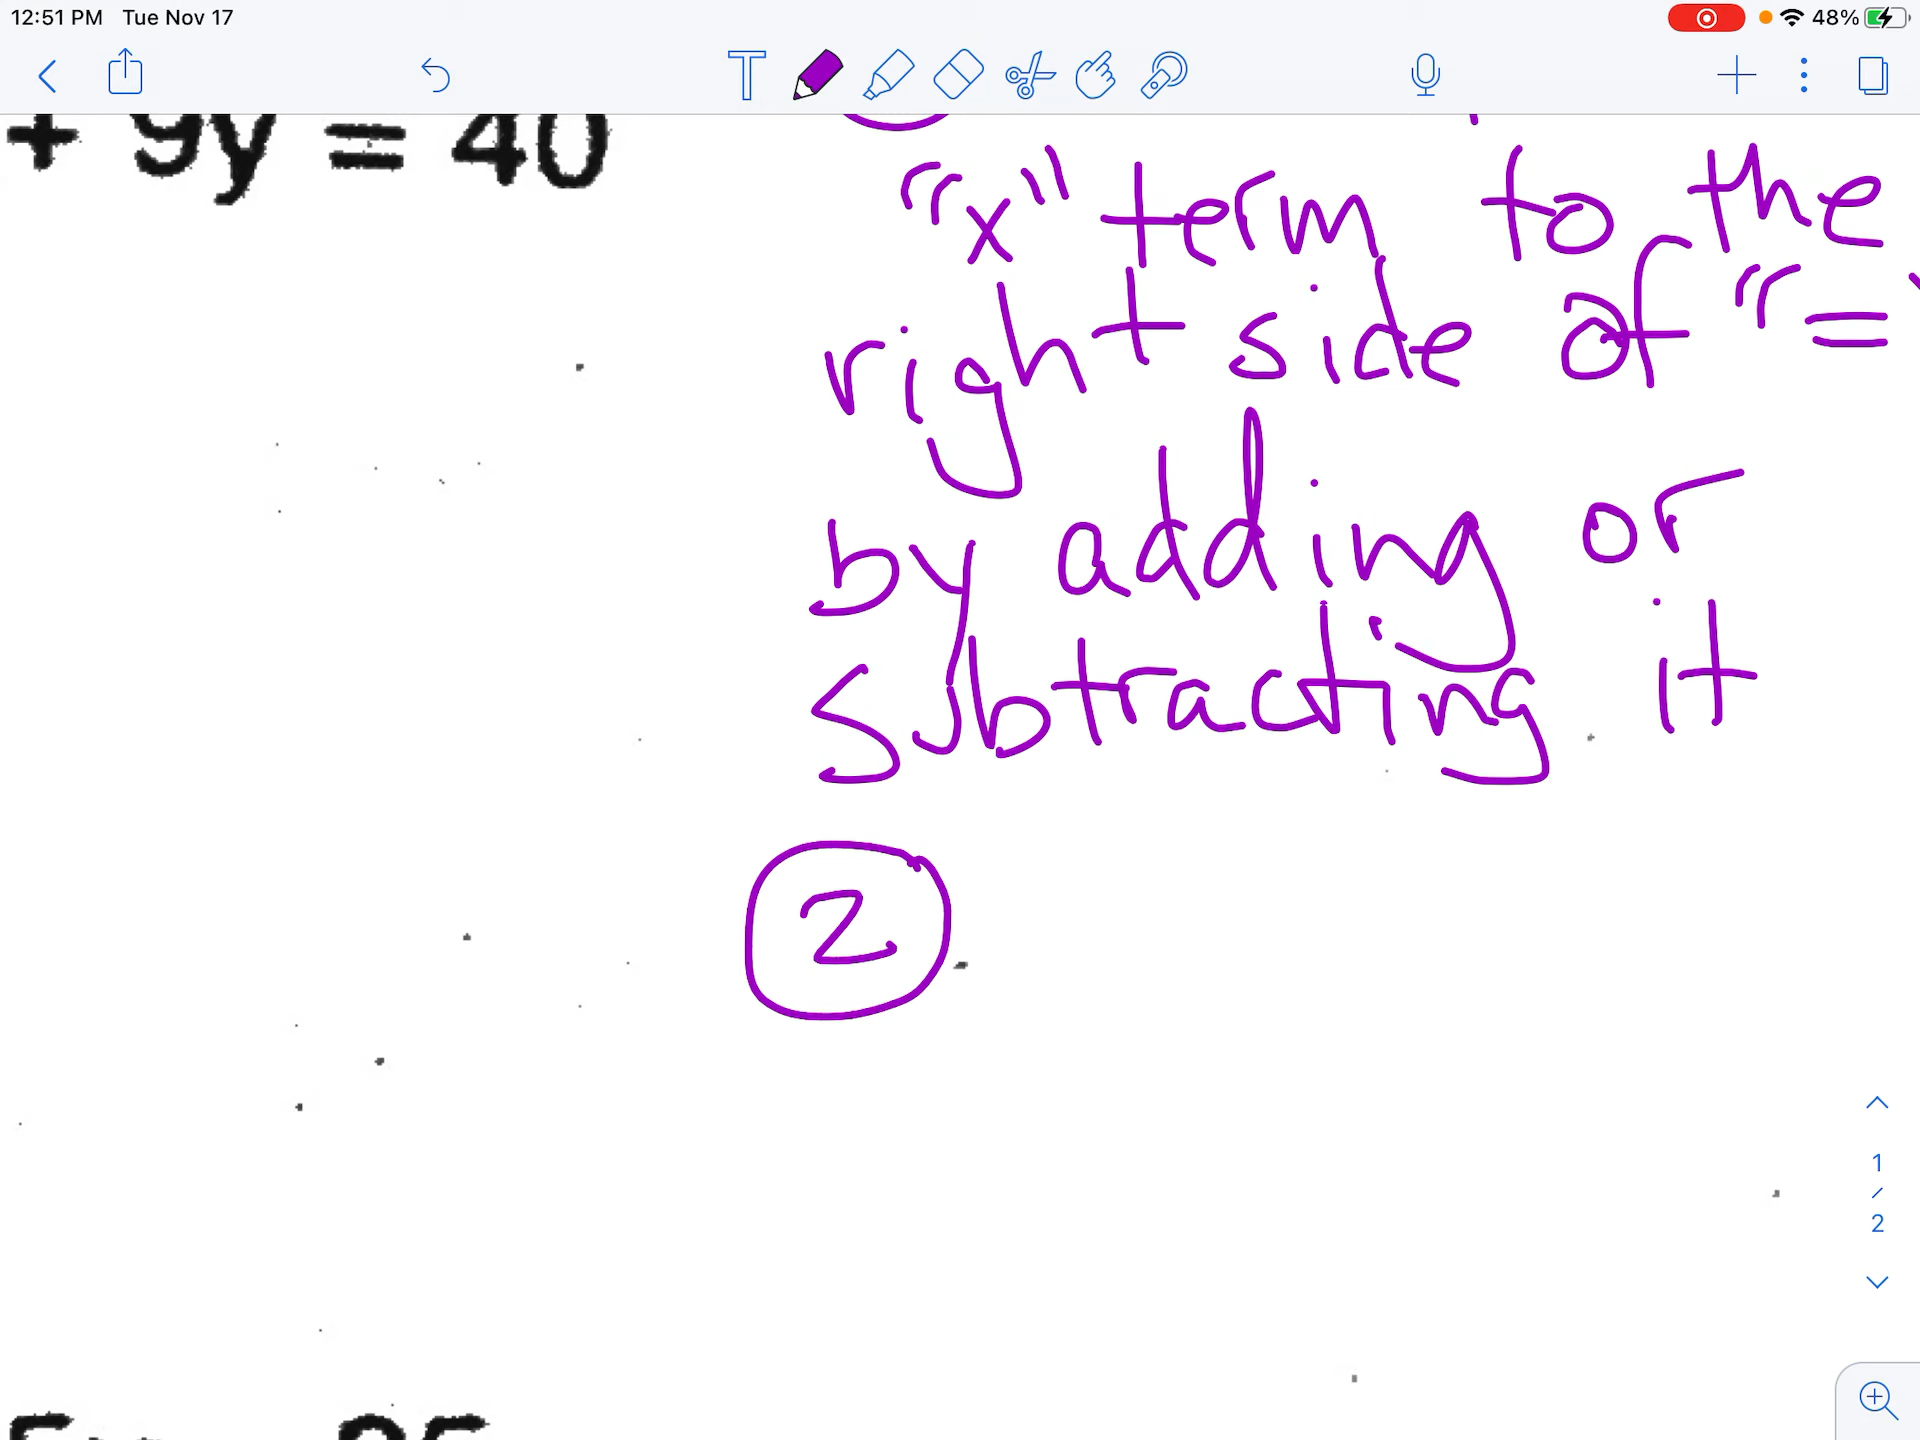 12:51 PM Tue Nov 17
48%
T
+ 9y = 40
"x" term to the
right side of "=
by adding or
subtracting it
2
1
/
2